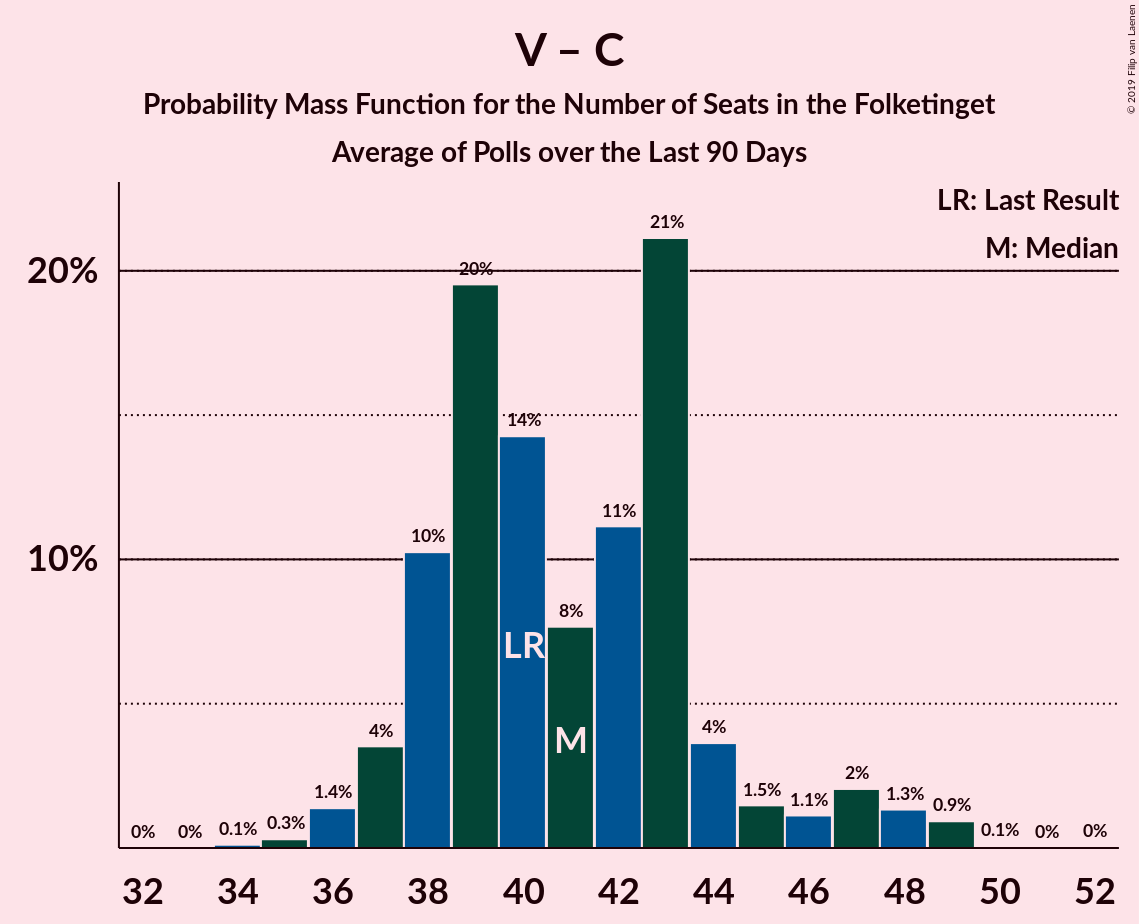 V – C
Probability Mass Function for the Number of Seats in the Folketinget
Average of Polls over the Last 90 Days
© 2019 Filip van Laenen
LR: Last Result
M: Median
20%
10%
0%
0%
0.1%
0.3%
1.4%
4%
10%
20%
14%
8%
11%
21%
4%
1.5%
1.1%
2%
1.3%
0.9%
0.1%
0%
0%
LR
M
32 34 36 38 40 42 44 46 48 50 52